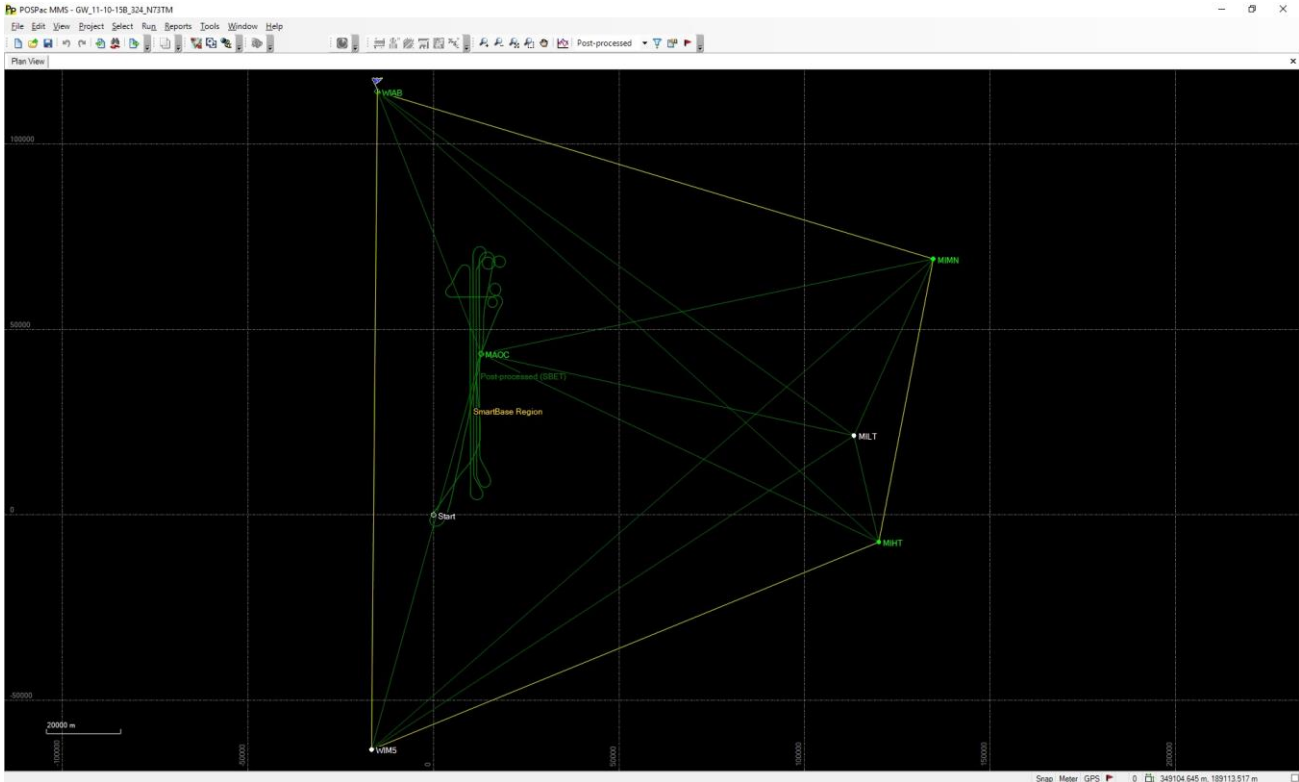 POSPac MMS - GW_11-10-15B_324_N73TM
File Edit View Project Select Run Reports Tools Window Help
Post-processed
Plan View
WIAB
100000
MIMN
50000
MAOC
Post-processed (SBET)
SmartBase Region
MILT
0
Start
MIHT
-50000
20000 m
WIM5
-100000
-50000
0
50000
100000
150000
200000
Snap Meter GPS 0 349104.645 m, 189113.517 m